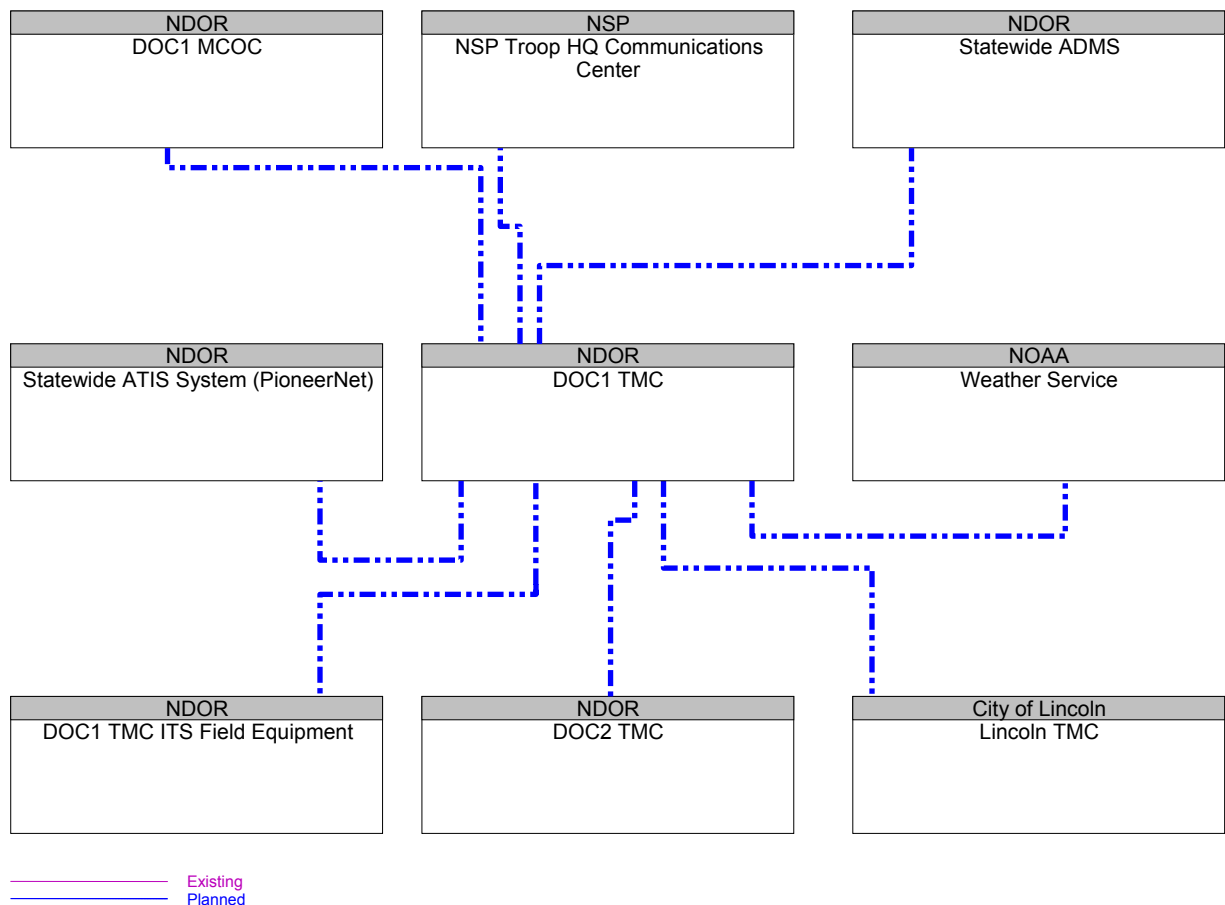 NDOR
DOC1 MCOC
NSP
NSP Troop HQ Communications
Center
NDOR
Statewide ADMS
NDOR
Statewide ATIS System (PioneerNet)
NDOR
DOC1 TMC
NOAA
Weather Service
NDOR
DOC1 TMC ITS Field Equipment
NDOR
DOC2 TMC
City of Lincoln
Lincoln TMC
Existing
Planned